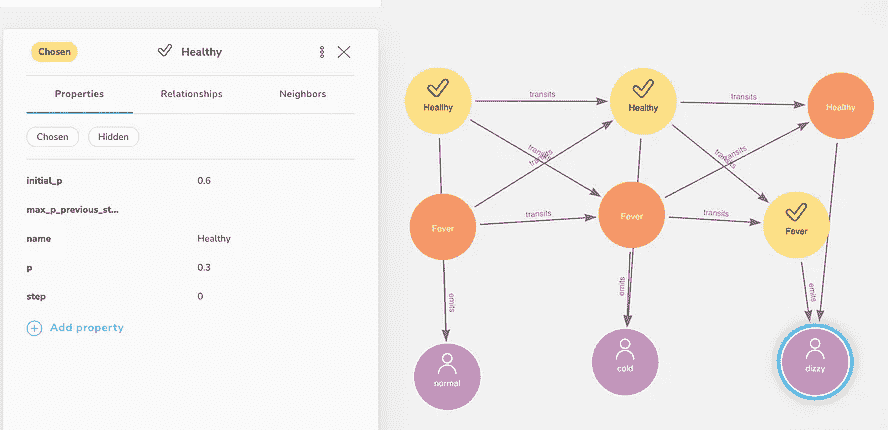 Chosen
Healthy
Properties
Relationships
Neighbors
Chosen
Hidden
initial_p
0.6
max_p_previous_st...
name
Healthy
p
0.3
step
0
Add property
Healthy
transits
Healthy
transits
Healthy
transits
transits
transits
transits
Fever
transits
Fever
transits
Fever
emits
emits
emits
normal
cold
dizzy